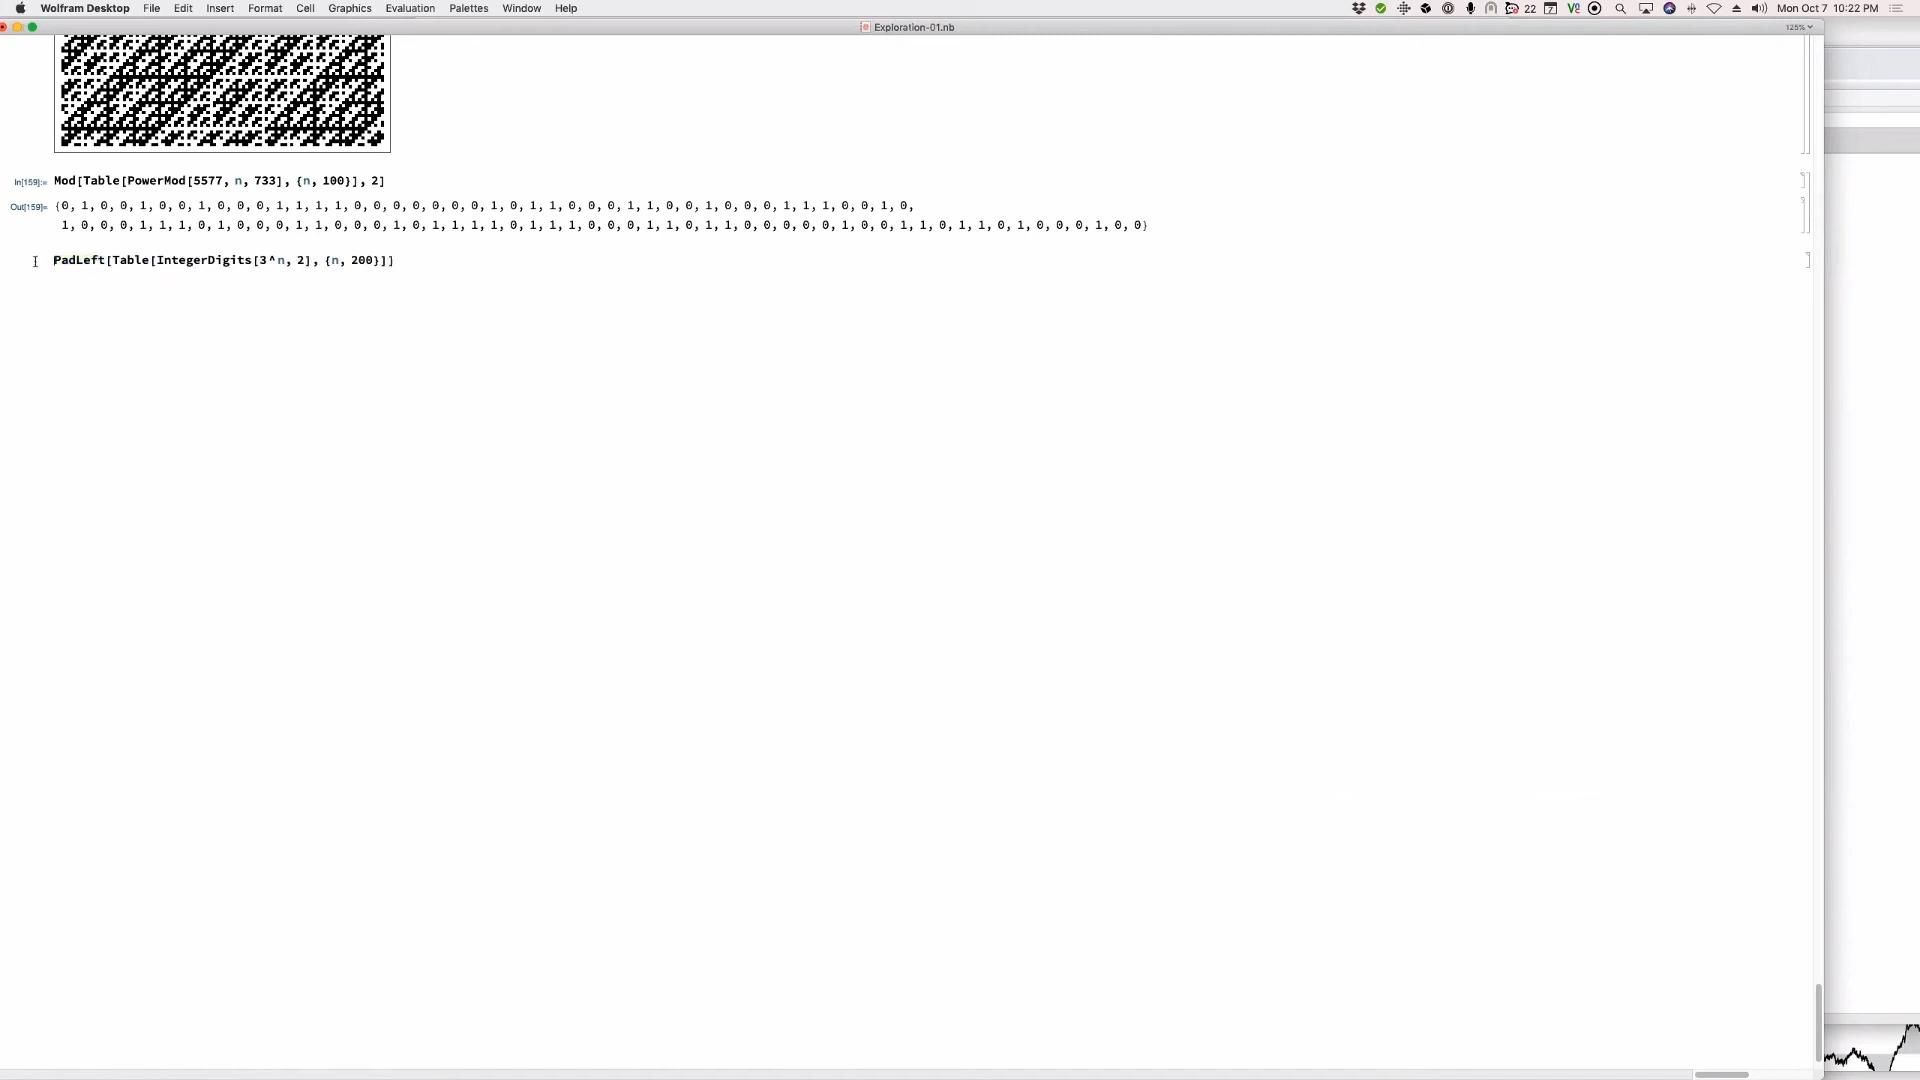 Wolfram Desktop File Edit Insert Format Cell Graphics Evaluation Palettes Window Help 22 7 Mon Oct 7 10:22 PM
Exploration-01.nb 125%
In[159]:= Mod[Table[PowerMod[5577, n, 733], {n, 100}], 2]
Out[159]= {0, 1, 0, 0, 1, 0, 0, 1, 0, 0, 0, 1, 1, 1, 1, 0, 0, 0, 0, 0, 0, 0, 1, 0, 1, 1, 0, 0, 0, 1, 1, 0, 0, 1, 0, 0, 0, 1, 1, 1, 0, 0, 1, 0,
1, 0, 0, 0, 1, 1, 1, 0, 1, 0, 0, 0, 1, 1, 0, 0, 0, 1, 0, 1, 1, 1, 1, 0, 1, 1, 1, 0, 0, 0, 1, 1, 0, 1, 1, 0, 0, 0, 0, 0, 1, 0, 0, 1, 1, 0, 1, 1, 0, 1, 0, 0, 0, 1, 0, 0}
PadLeft[Table[IntegerDigits[3^n, 2], {n, 200}]]